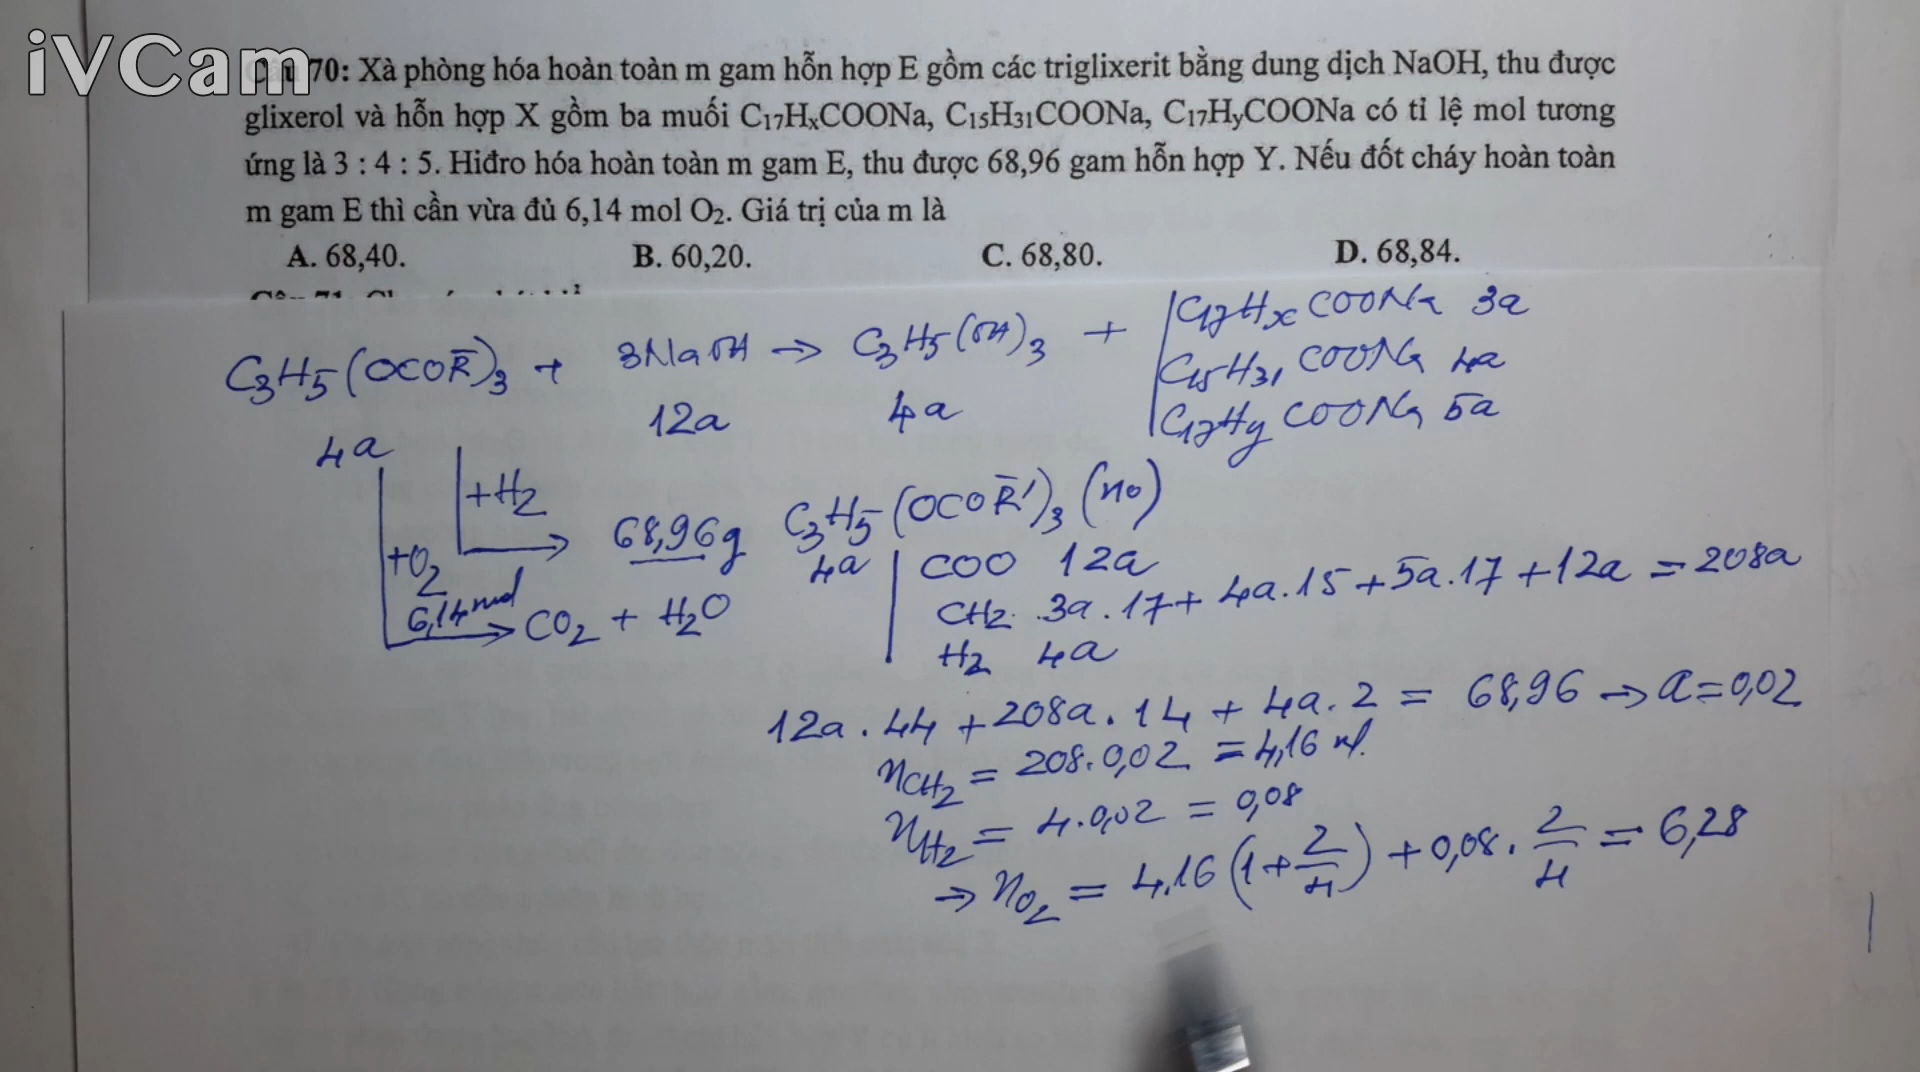 iVCam
Câu 70: Xà phòng hóa hoàn toàn m gam hỗn hợp E gồm các triglixerit bằng dung dịch NaOH, thu được
glixerol và hỗn hợp X gồm ba muối C₁₇HₓCOONa, C₁₅H₃₁COONa, C₁₇HᵧCOONa có tỉ lệ mol tương
ứng là 3 : 4 : 5. Hiđro hóa hoàn toàn m gam E, thu được 68,96 gam hỗn hợp Y. Nếu đốt cháy hoàn toàn
m gam E thì cần vừa đủ 6,14 mol O₂. Giá trị của m là
A. 68,40. B. 60,20. C. 68,80. D. 68,84.
C₃H₅(OCOR̄)₃ + 3NaOH → C₃H₅(OH)₃ + C₁₇HₓCOONa 3a
C₁₅H₃₁COONa 4a
C₁₇HᵧCOONa 5a
4a 12a 4a
+H₂ 68,96g C₃H₅(OCOR̄')₃ (no)
4a COO 12a
+O₂ CH₂ 3a.17+4a.15+5a.17+12a = 208a
6,14 mol CO₂ + H₂O
H₂ 4a
12a.44+208a.14+4a.2 = 68,96 → a=0,02
nCH₂ = 208.0,02 = 4,16 ml.
nH₂ = 4.0,02 = 0,08
→ nO₂ = 4,16(1+2/4)+0,08.2/4 = 6,28